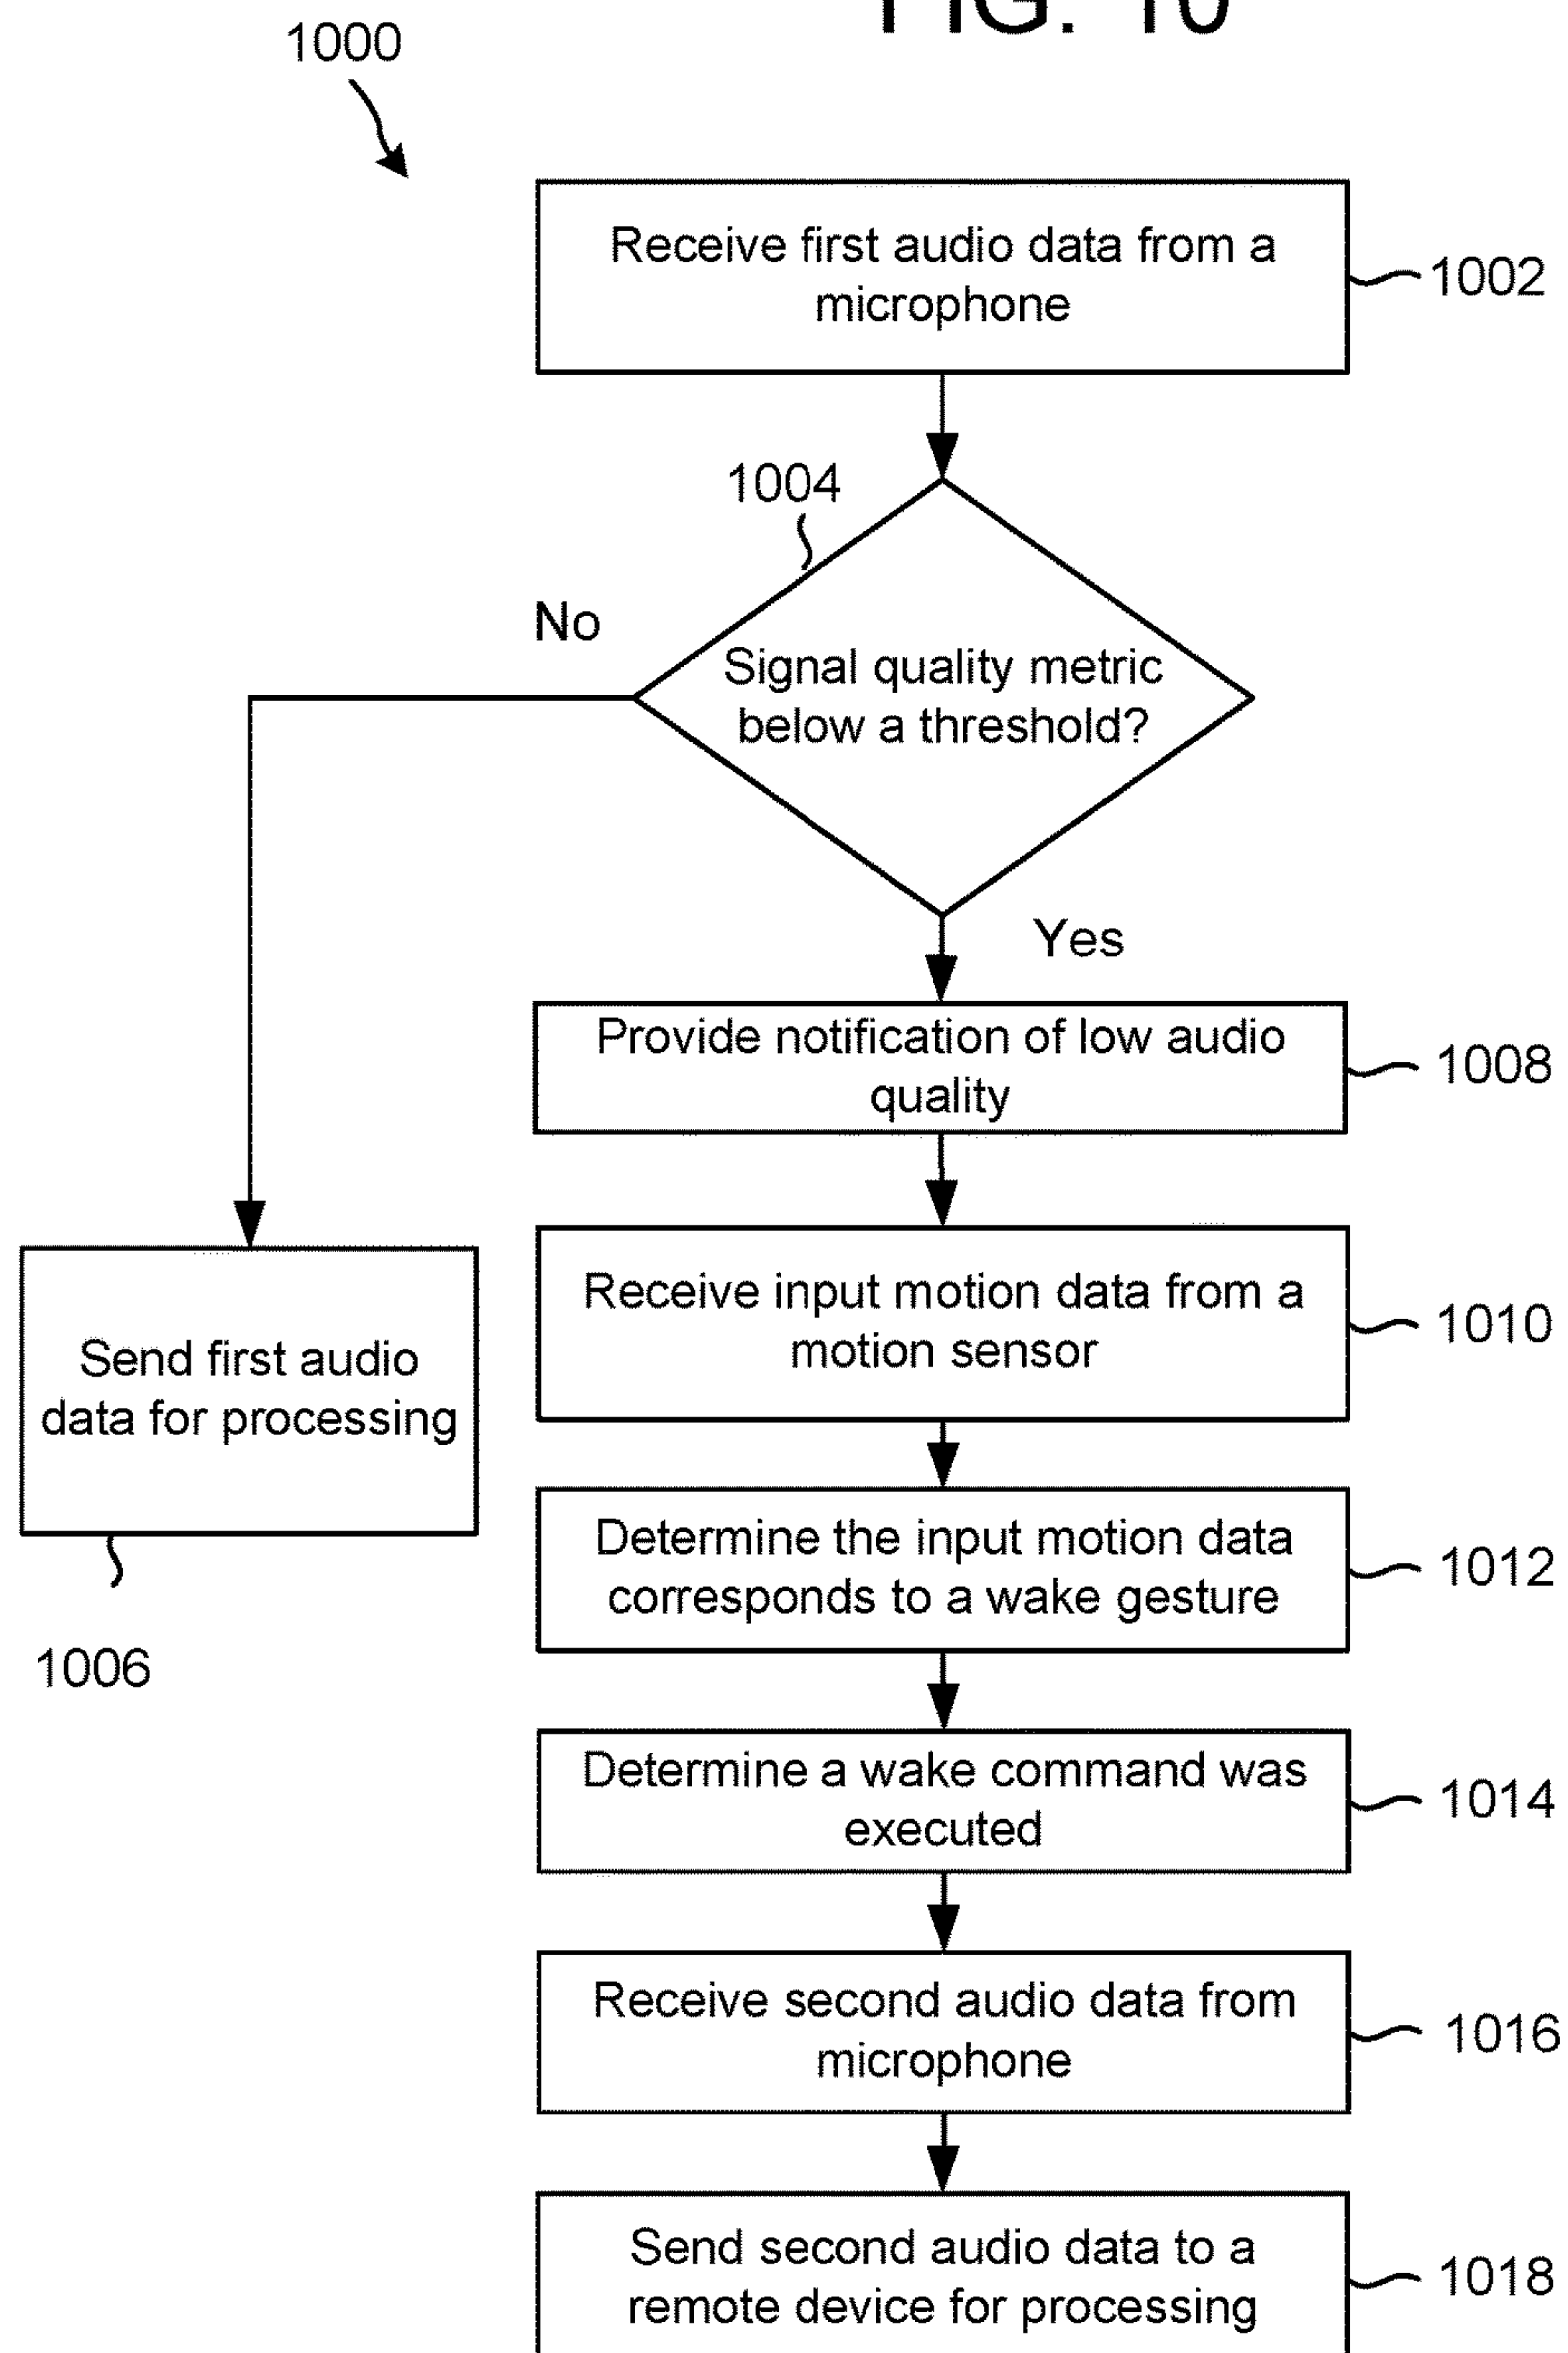 FIG. 10
1000
Receive first audio data from a
microphone
1002
1004
No
Signal quality metric
below a threshold?
Yes
Provide notification of low audio
quality
1008
Receive input motion data from a
motion sensor
1010
Send first audio
data for processing
1006
Determine the input motion data
corresponds to a wake gesture
1012
Determine a wake command was
executed
1014
Receive second audio data from
microphone
1016
Send second audio data to a
remote device for processing
1018